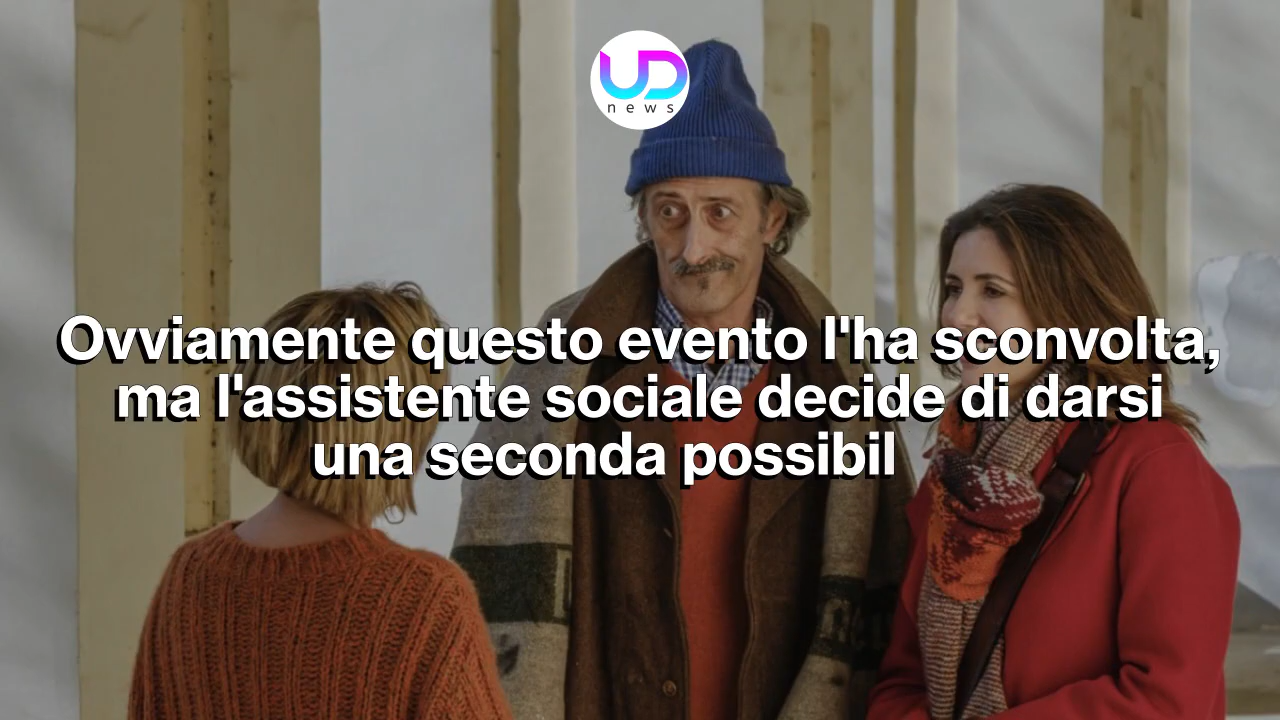 UD
news
Ovviamente questo evento l'ha sconvolta,
ma l'assistente sociale decide di darsi
una seconda possibil